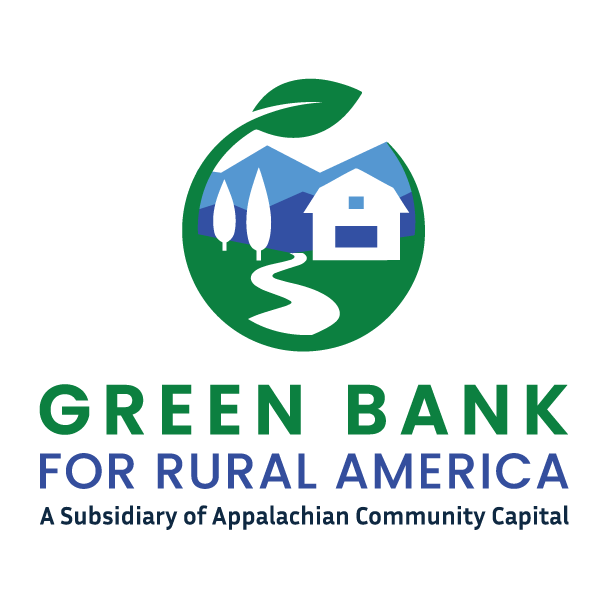 GREEN BANK
FOR RURAL AMERICA
A Subsidiary of Appalachian Community Capital